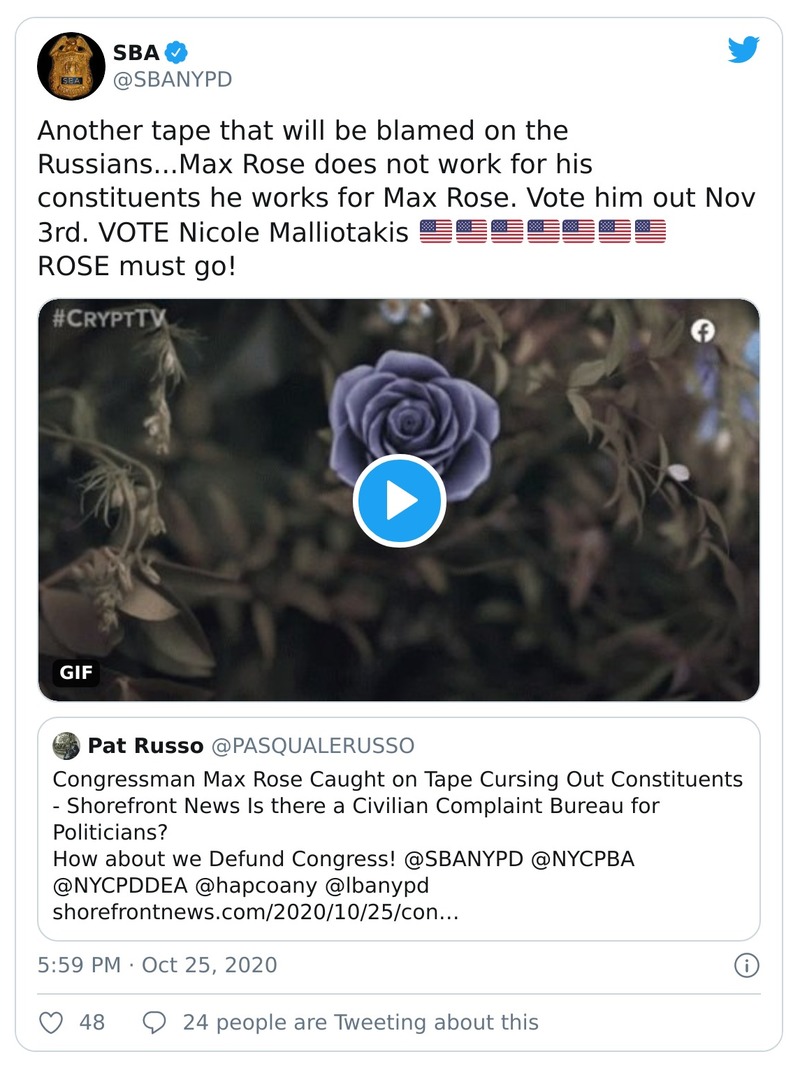 SBA
@SBANYPD
Another tape that will be blamed on the
Russians...Max Rose does not work for his
constituents he works for Max Rose. Vote him out Nov
3rd. VOTE Nicole Malliotakis 🇺🇸🇺🇸🇺🇸🇺🇸🇺🇸🇺🇸🇺🇸
ROSE must go!
#CRYPTTV
GIF
Pat Russo @PASQUALERUSSO
Congressman Max Rose Caught on Tape Cursing Out Constituents
- Shorefront News Is there a Civilian Complaint Bureau for
Politicians?
How about we Defund Congress! @SBANYPD @NYCPBA
@NYCPDDEA @hapcoany @lbanypd
shorefrontnews.com/2020/10/25/con...
5:59 PM · Oct 25, 2020
48 24 people are Tweeting about this